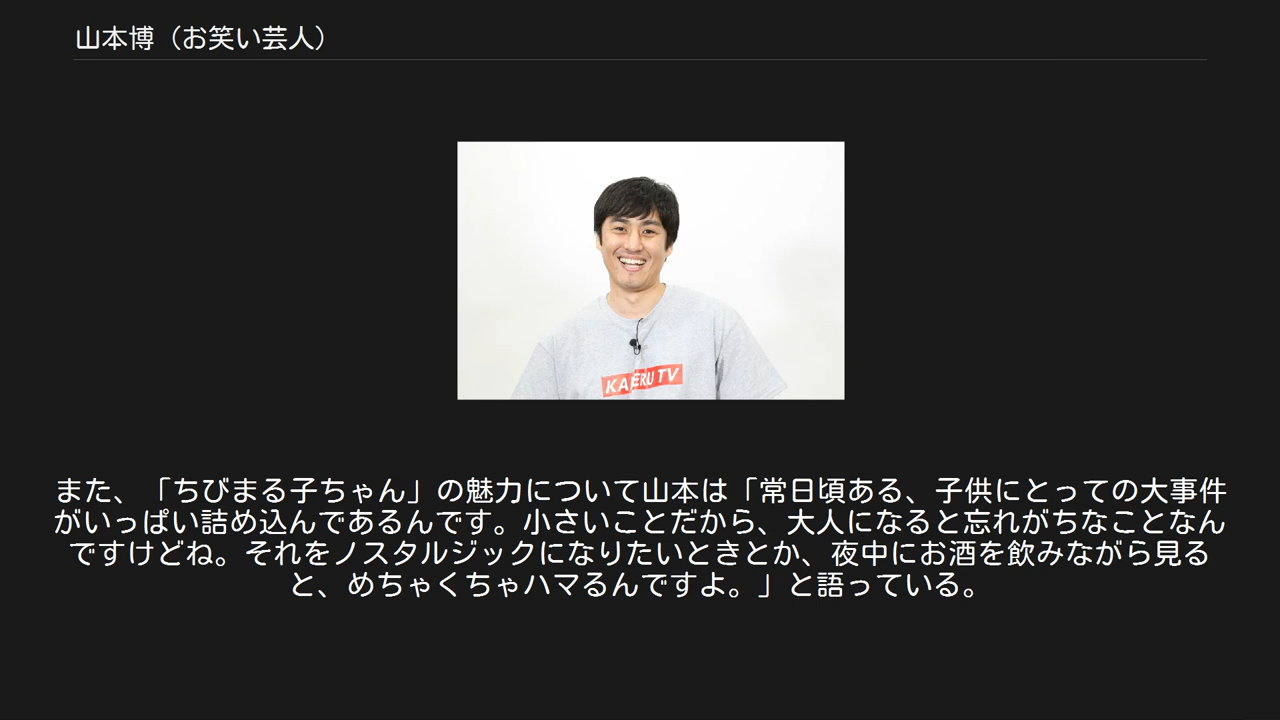 山本博（お笑い芸人）
KAERU TV
また、「ちびまる子ちゃん」の魅力について山本は「常日頃ある、子供にとっての大事件
がいっぱい詰め込んであるんです。小さいことだから、大人になると忘れがちなことなん
ですけどね。それをノスタルジックになりたいときとか、夜中にお酒を飲みながら見る
と、めちゃくちゃハマるんですよ。」と語っている。